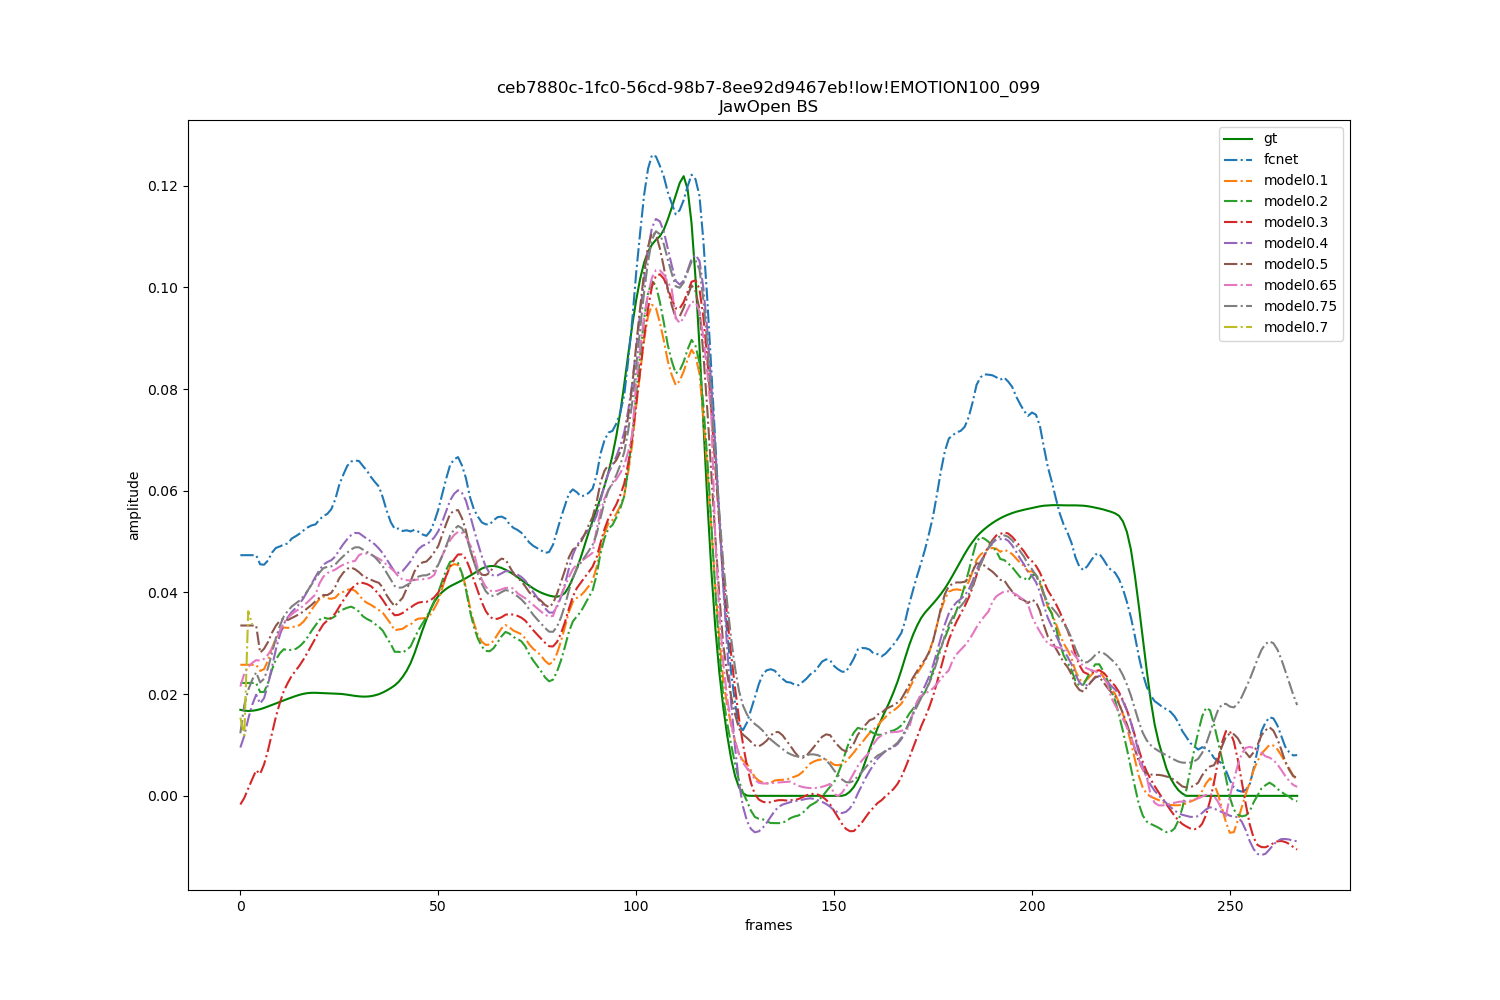 ceb7880c-1fc0-56cd-98b7-8ee92d9467eb!low!EMOTION100_099
JawOpen BS
gt
fcnet
model0.1
model0.2
model0.3
model0.4
model0.5
model0.65
model0.75
model0.7
amplitude
0.12
0.10
0.08
0.06
0.04
0.02
0.00
0 50 100 150 200 250
frames